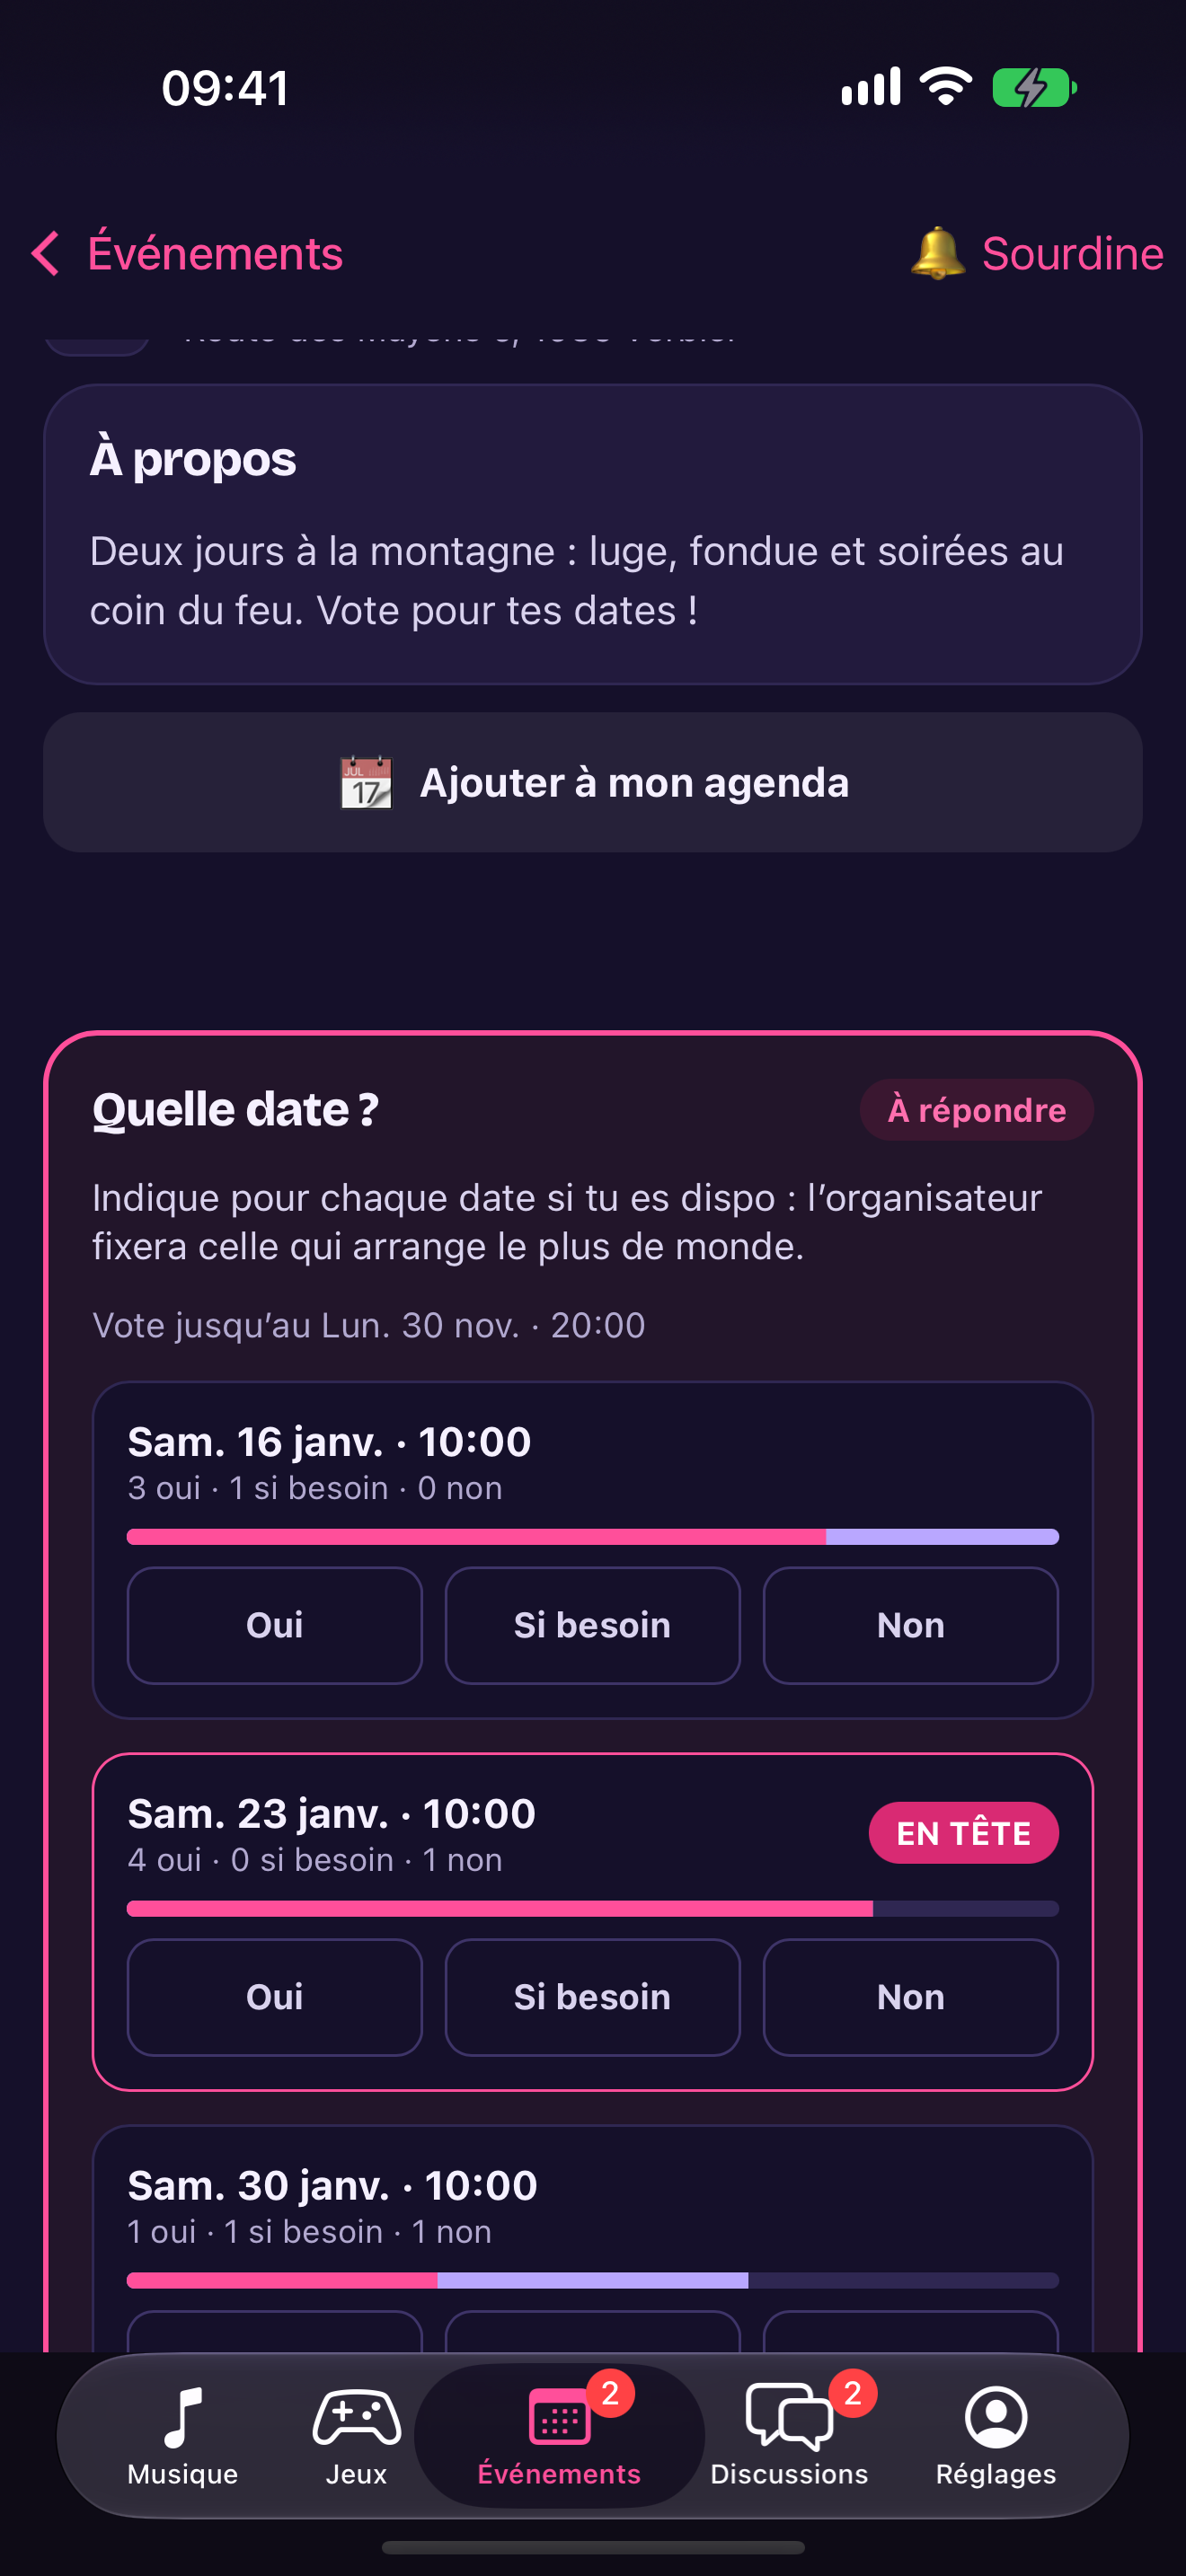 09:41
Événements
🔔 Sourdine
À propos
Deux jours à la montagne : luge, fondue et soirées au
coin du feu. Vote pour tes dates !
JUL
17
Ajouter à mon agenda
Quelle date ?
À répondre
Indique pour chaque date si tu es dispo : l’organisateur
fixera celle qui arrange le plus de monde.
Vote jusqu’au Lun. 30 nov. · 20:00
Sam. 16 janv. · 10:00
3 oui · 1 si besoin · 0 non
Oui
Si besoin
Non
Sam. 23 janv. · 10:00
EN TÊTE
4 oui · 0 si besoin · 1 non
Oui
Si besoin
Non
Sam. 30 janv. · 10:00
1 oui · 1 si besoin · 1 non
2
2
Musique
Jeux
Événements
Discussions
Réglages